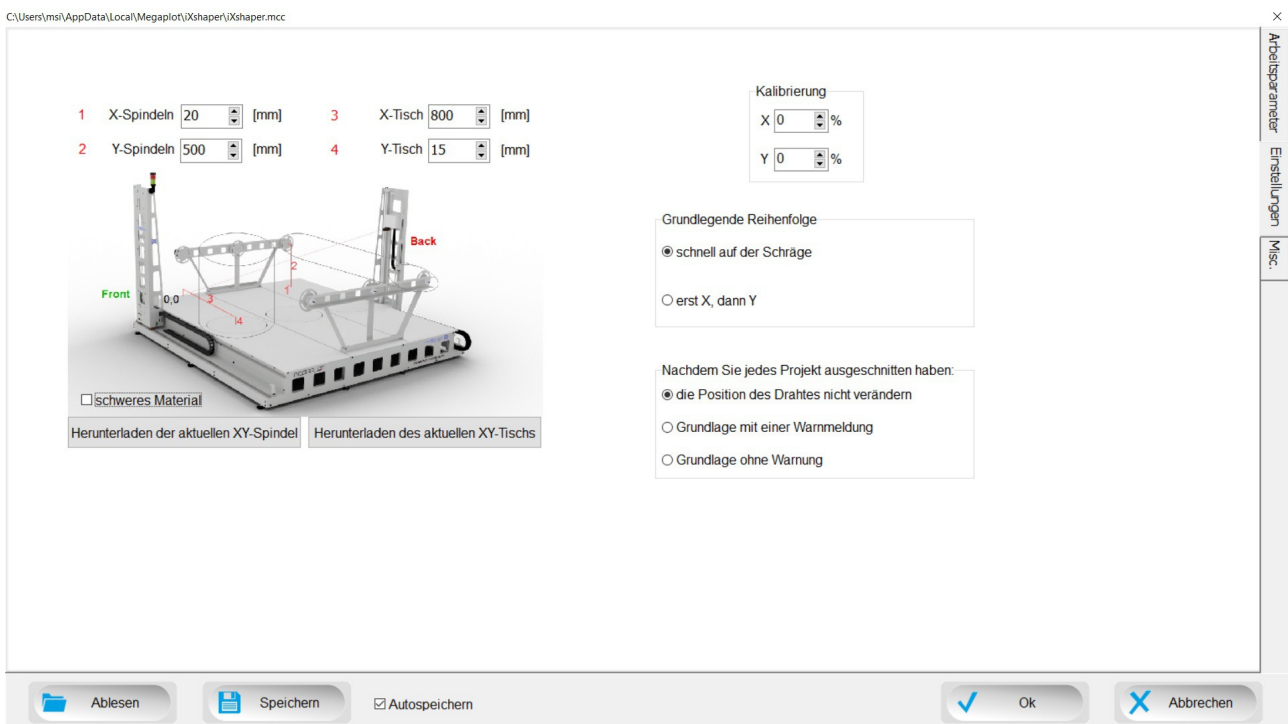 C:\Users\msi\AppData\Local\Megaplot\iXshaper\iXshaper.mcc
Arbeitsparameter
Einstellungen
Misc.
1 X-Spindeln 20 [mm] 3 X-Tisch 800 [mm]
2 Y-Spindeln 500 [mm] 4 Y-Tisch 15 [mm]
Back
2
1
Front
0,0
3
4
schweres Material
Herunterladen der aktuellen XY-Spindel Herunterladen des aktuellen XY-Tischs
Kalibrierung
X 0 %
Y 0 %
Grundlegende Reihenfolge
schnell auf der Schräge
erst X, dann Y
Nachdem Sie jedes Projekt ausgeschnitten haben:
die Position des Drahtes nicht verändern
Grundlage mit einer Warnmeldung
Grundlage ohne Warnung
Ablesen Speichern Autospeichern Ok Abbrechen